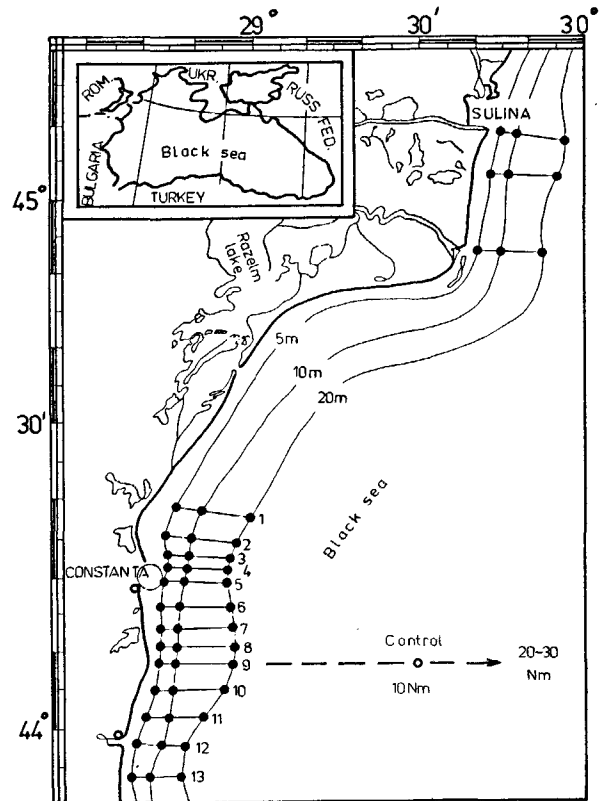 29°
30'
30°
ROM.
UKR.
RUSS. FED.
BULGARIA
Black sea
TURKEY
SULINA
45°
Razelm
lake
5m
10m
20m
30'
Black sea
1
2
3
CONSTANTA
4
5
6
7
8
9
10
11
12
13
Control
10Nm
20-30
Nm
44°